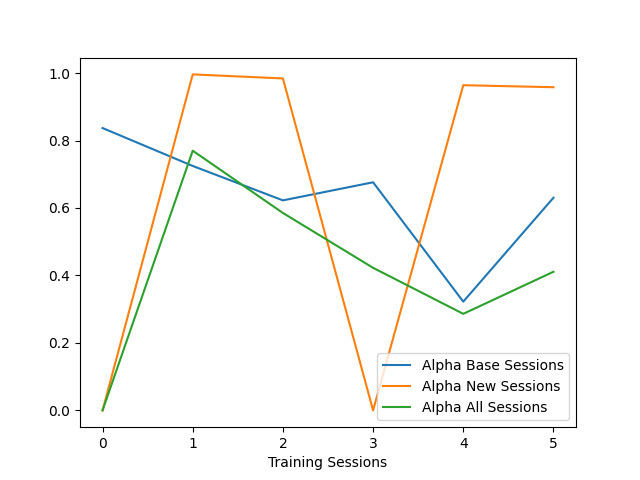 1.0
0.8
0.6
0.4
0.2
0.0
0 1 2 3 4 5
Training Sessions
Alpha Base Sessions
Alpha New Sessions
Alpha All Sessions